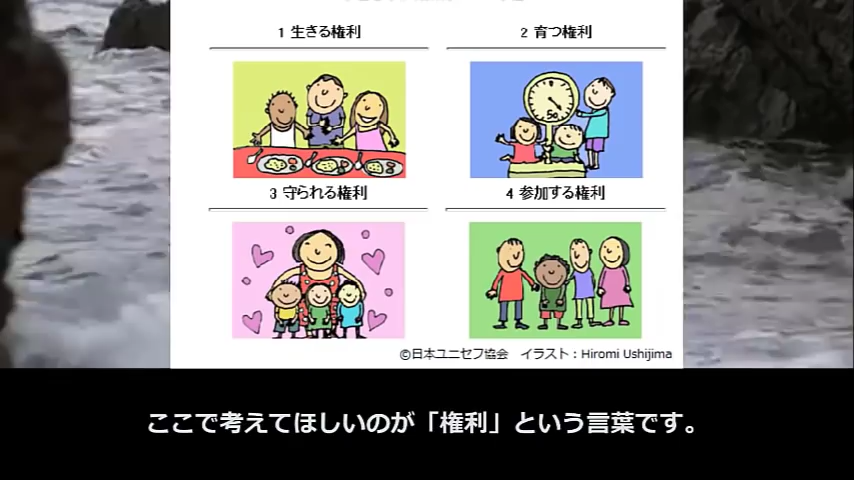 1 生きる権利
2 育つ権利
50
3 守られる権利
4 参加する権利
©日本ユニセフ協会 イラスト：Hiromi Ushijima
ここで考えてほしいのが「権利」という言葉です。